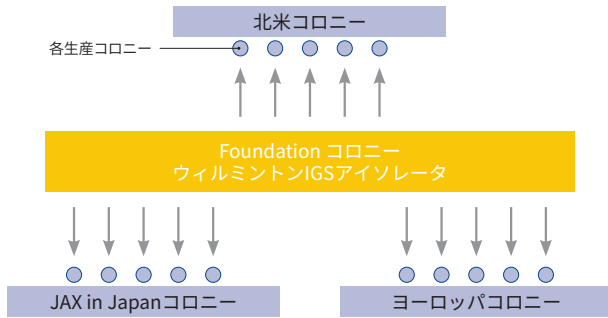 北米コロニー
各生産コロニー
Foundation コロニー
ウィルミントンIGSアイソレータ
JAX in Japanコロニー
ヨーロッパコロニー